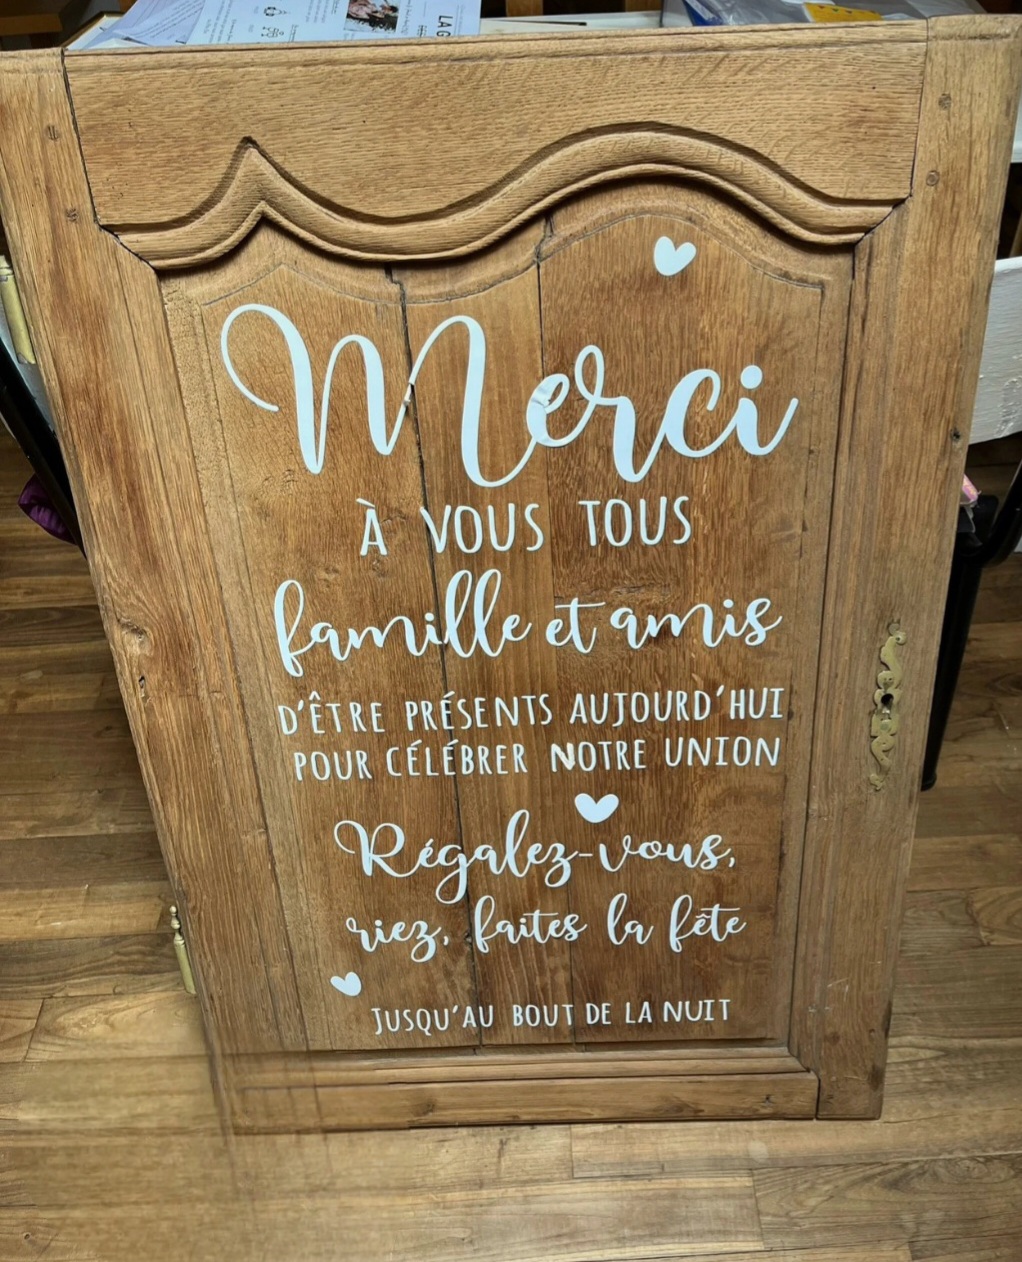 LA G
Merci
À VOUS TOUS
famille et amis
D'ÊTRE PRÉSENTS AUJOURD'HUI
POUR CÉLÉBRER NOTRE UNION
Régalez-vous,
riez, faites la fête
JUSQU'AU BOUT DE LA NUIT